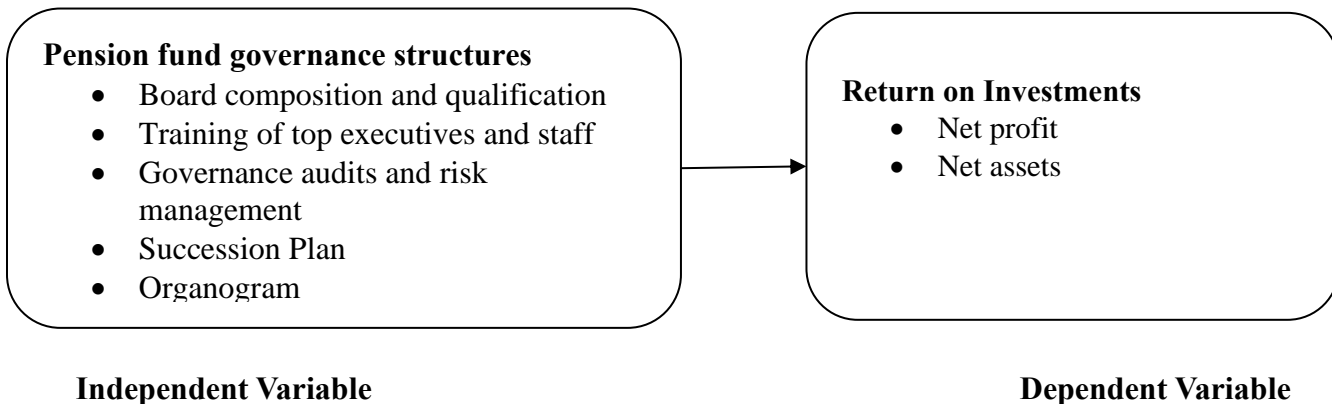 Pension fund governance structures
• Board composition and qualification
• Training of top executives and staff
• Governance audits and risk
management
• Succession Plan
• Organogram
Return on Investments
• Net profit
• Net assets
Independent Variable
Dependent Variable